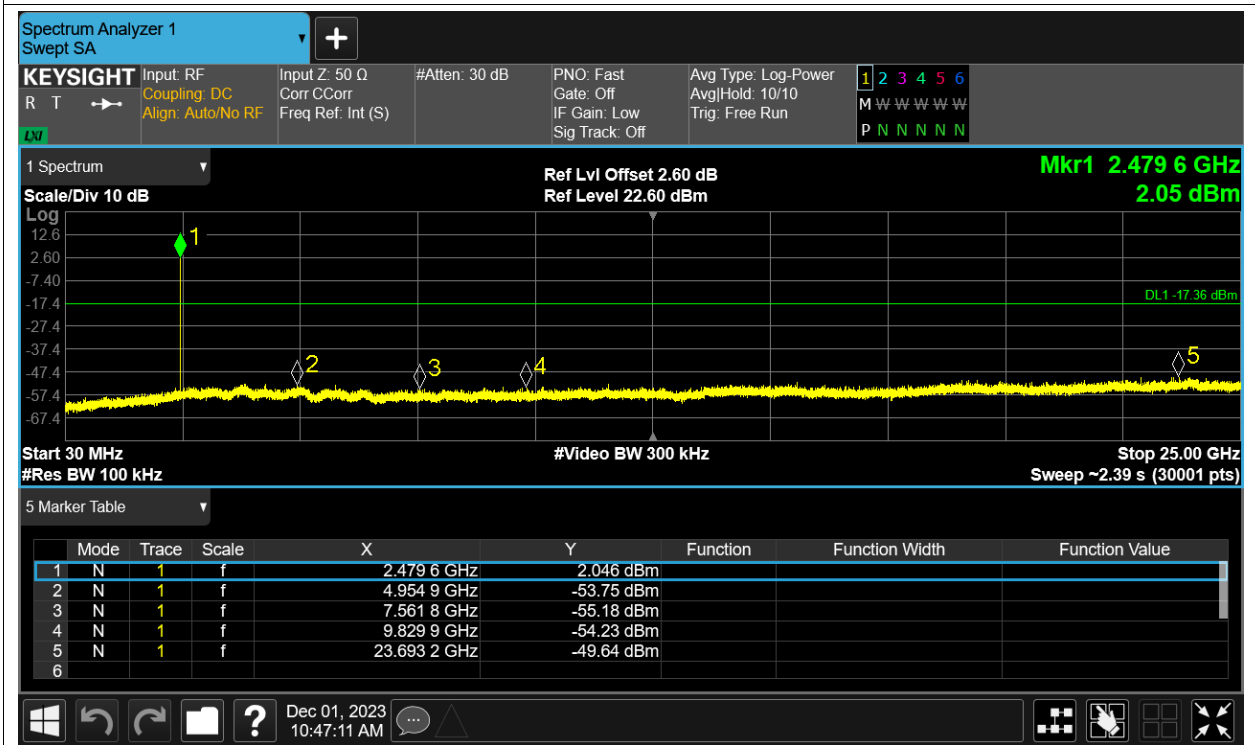 Spectrum Analyzer 1
Swept SA
KEYSIGHT Input: RF Input Z: 50 Ω #Atten: 30 dB PNO: Fast Avg Type: Log-Power 1 2 3 4 5 6
R T Coupling: DC Corr CCorr Gate: Off Avg|Hold: 10/10 M W W W W W
Align: Auto/No RF Freq Ref: Int (S) IF Gain: Low Trig: Free Run P N N N N N
LXI Sig Track: Off
1 Spectrum Ref Lvl Offset 2.60 dB Mkr1 2.479 6 GHz
Scale/Div 10 dB Ref Level 22.60 dBm 2.05 dBm
Log
12.6 1
2.60
-7.40
-17.4 DL1 -17.36 dBm
-27.4
-37.4
-47.4 2 3 4 5
-57.4
-67.4
Start 30 MHz #Video BW 300 kHz Stop 25.00 GHz
#Res BW 100 kHz Sweep ~2.39 s (30001 pts)
5 Marker Table
Mode Trace Scale X Y Function Function Width Function Value
1 N 1 f 2.479 6 GHz 2.046 dBm
2 N 1 f 4.954 9 GHz -53.75 dBm
3 N 1 f 7.561 8 GHz -55.18 dBm
4 N 1 f 9.829 9 GHz -54.23 dBm
5 N 1 f 23.693 2 GHz -49.64 dBm
6
? Dec 01, 2023
10:47:11 AM